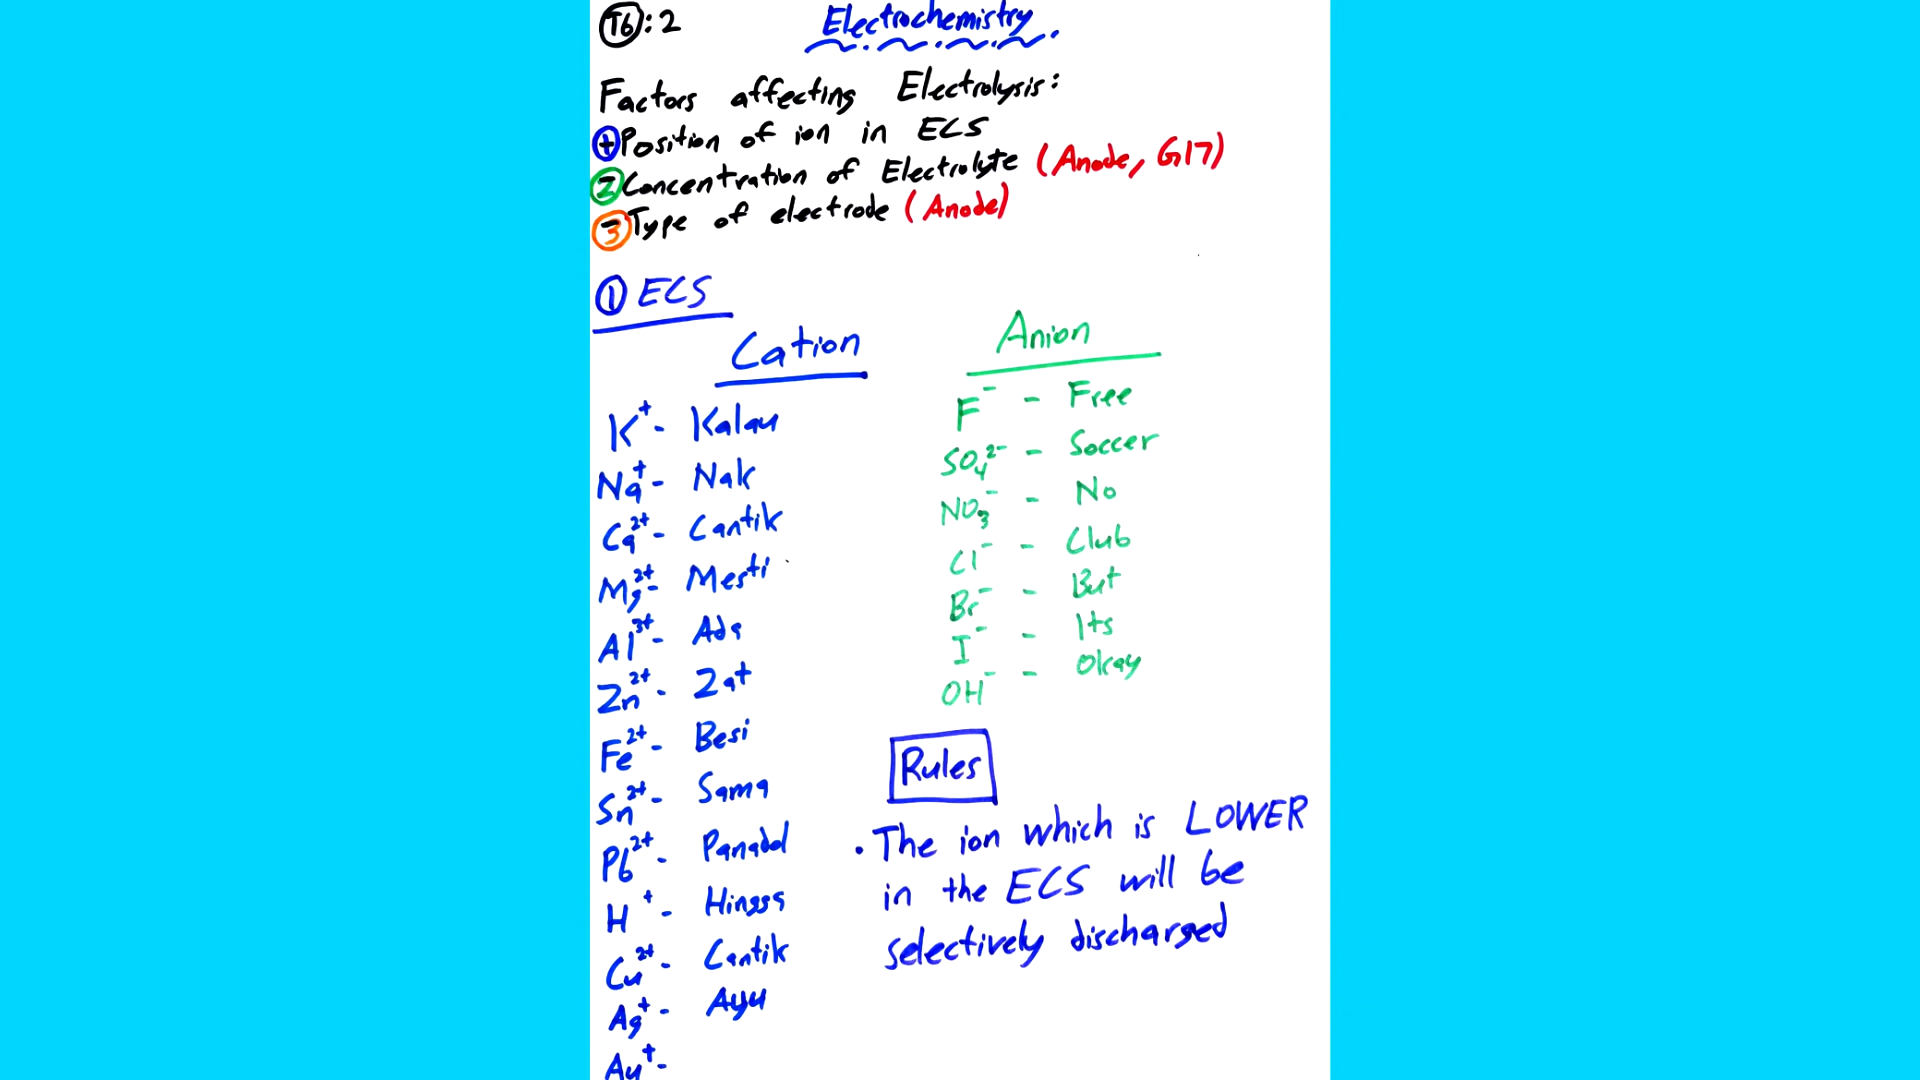 T6:2
Electrochemistry
Factors affecting Electrolysis:
1 Position of ion in ECS
2 Concentration of Electrolyte (Anode, G17)
3 Type of electrode (Anode)
1 ECS
Cation
K⁺ - Kalau
Na⁺ - Nak
Ca²⁺ - Cantik
Mg²⁺ - Mesti
Al³⁺ - Ada
Zn²⁺ - Zat
Fe²⁺ - Besi
Sn²⁺ - Sama
Pb²⁺ - Panadol
H⁺ - Hingga
Cu²⁺ - Cantik
Ag⁺ - Ayu
Au⁺ -
Anion
F⁻ - Free
SO₄²⁻ - Soccer
NO₃⁻ - No
Cl⁻ - Club
Br⁻ - But
I⁻ - Its
OH⁻ - Okay
Rules
• The ion which is LOWER
in the ECS will be
selectively discharged